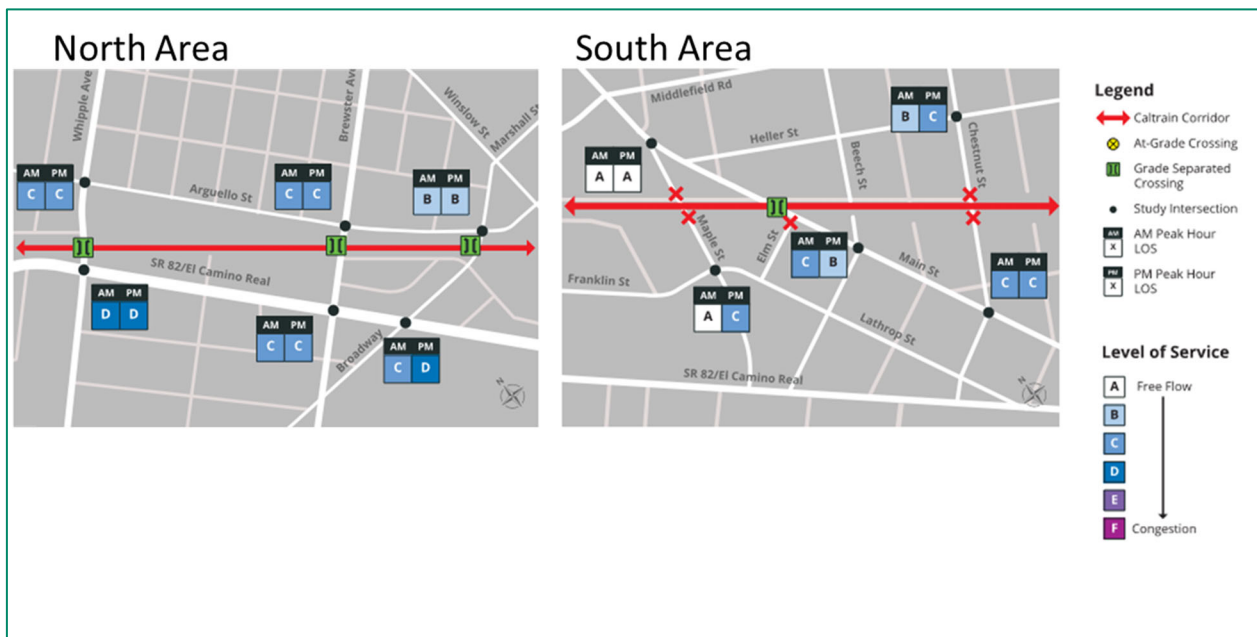 North Area
South Area
Whipple Ave
Brewster Ave
Winslow St
Marshall St
AM PM
C C
AM PM
C C
AM PM
B B
Arguello St
SR 82/El Camino Real
AM PM
D D
AM PM
C C
Broadway
AM PM
C D
N
Middlefield Rd
Heller St
Beech St
Chestnut St
AM PM
B C
AM PM
A A
Maple St
Elm St
Main St
AM PM
C B
AM PM
C C
Franklin St
AM PM
A C
Lathrop St
SR 82/El Camino Real
N
Legend
Caltrain Corridor
At-Grade Crossing
Grade Separated
Crossing
Study Intersection
AM
X
AM Peak Hour
LOS
PM
X
PM Peak Hour
LOS
Level of Service
A Free Flow
B
C
D
E
F Congestion